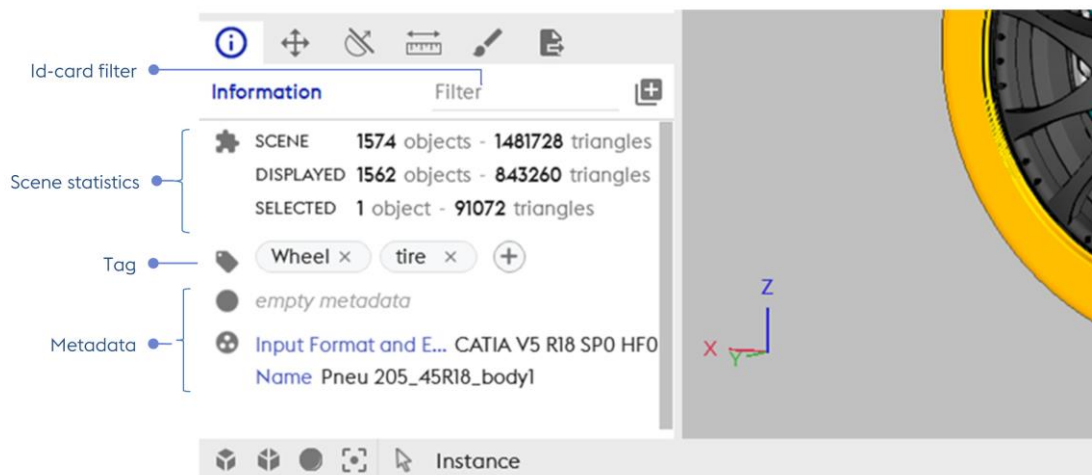 Id-card filter
Information Filter
Scene statistics
SCENE 1574 objects - 1481728 triangles
DISPLAYED 1562 objects - 843260 triangles
SELECTED 1 object - 91072 triangles
Tag
Wheel × tire ×
Metadata
empty metadata
Input Format and E... CATIA V5 R18 SP0 HF0
Name Pneu 205_45R18_body1
Z
X
Y
Instance